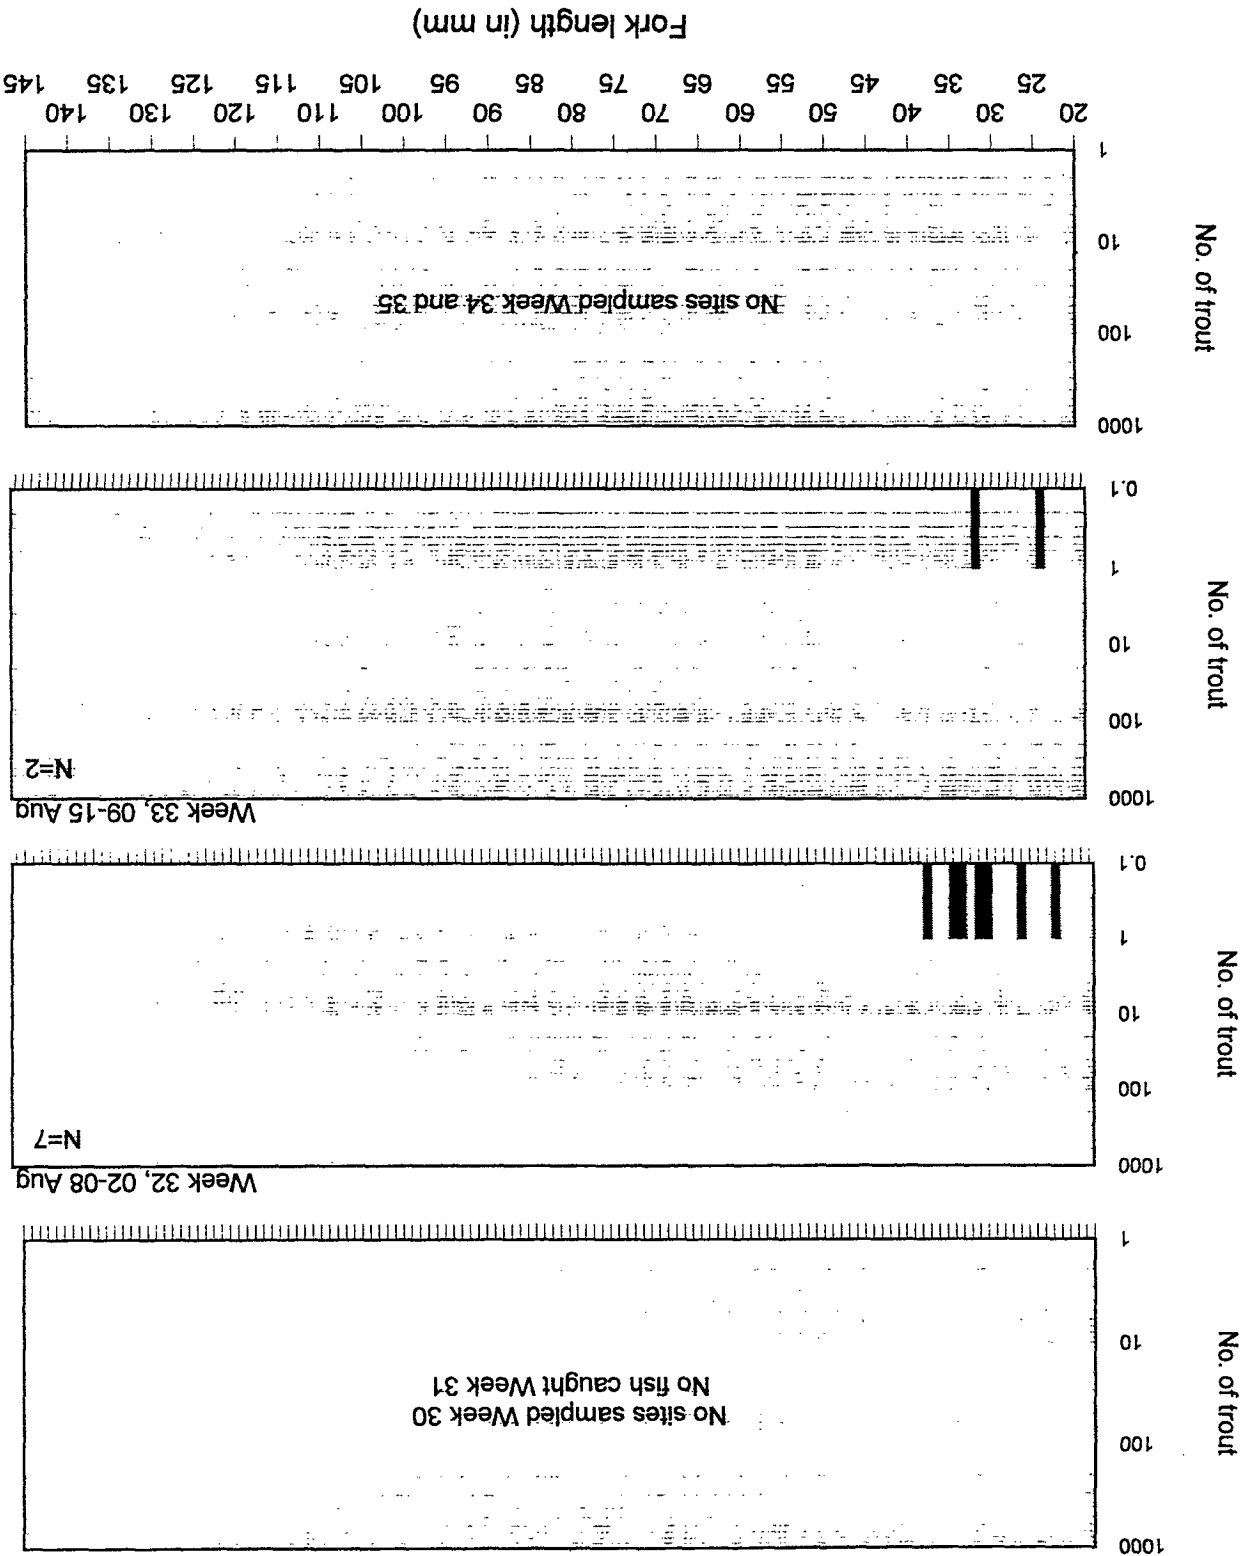 No. of trout
1000
100
10
1
No sites sampled Week 30
No fish caught Week 31
Week 32, 02-08 Aug
No. of trout
1000
100
10
1
0.1
N=7
Week 33, 09-15 Aug
No. of trout
1000
100
10
1
0.1
N=2
No. of trout
1000
100
10
1
No sites sampled Week 34 and 35
20 30 40 50 60 70 80 90 100 110 120 130 140
25 35 45 55 65 75 85 95 105 115 125 135 145
Fork length (in mm)